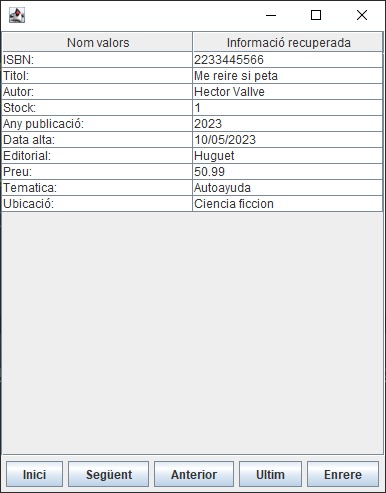 Nom valors Informació recuperada
ISBN: 2233445566
Titol: Me reire si peta
Autor: Hector Vallve
Stock: 1
Any publicació: 2023
Data alta: 10/05/2023
Editorial: Huguet
Preu: 50.99
Tematica: Autoayuda
Ubicació: Ciencia ficcion
Inici Següent Anterior Ultim Enrere